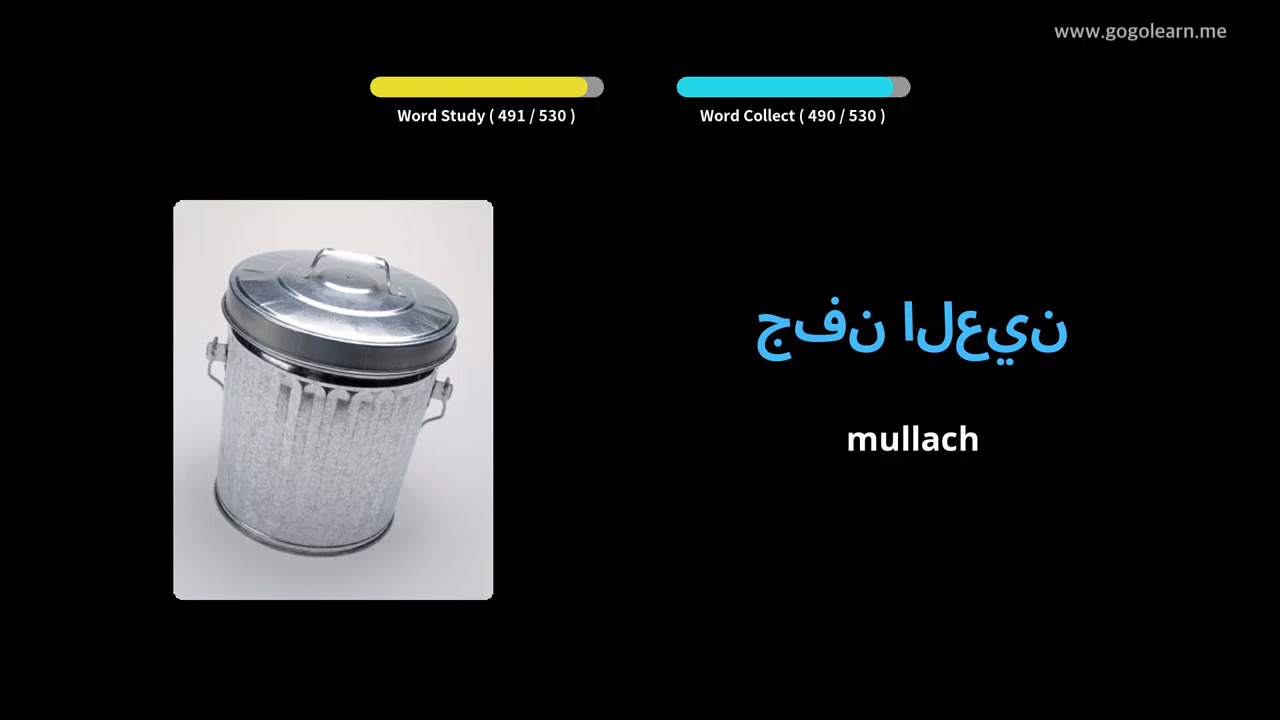 www.gogolearn.me
Word Study ( 491 / 530 )
Word Collect ( 490 / 530 )
جفن العين
mullach